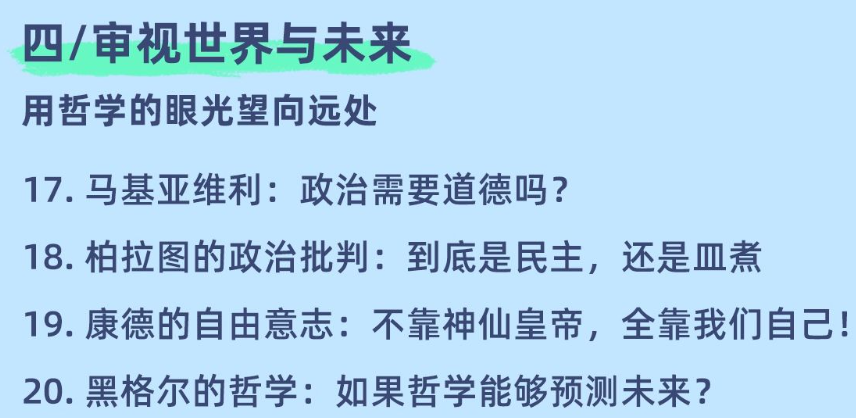 四/审视世界与未来
用哲学的眼光望向远处
17. 马基亚维利：政治需要道德吗？
18. 柏拉图的政治批判：到底是民主，还是皿煮
19. 康德的自由意志：不靠神仙皇帝，全靠我们自己！
20. 黑格尔的哲学：如果哲学能够预测未来？